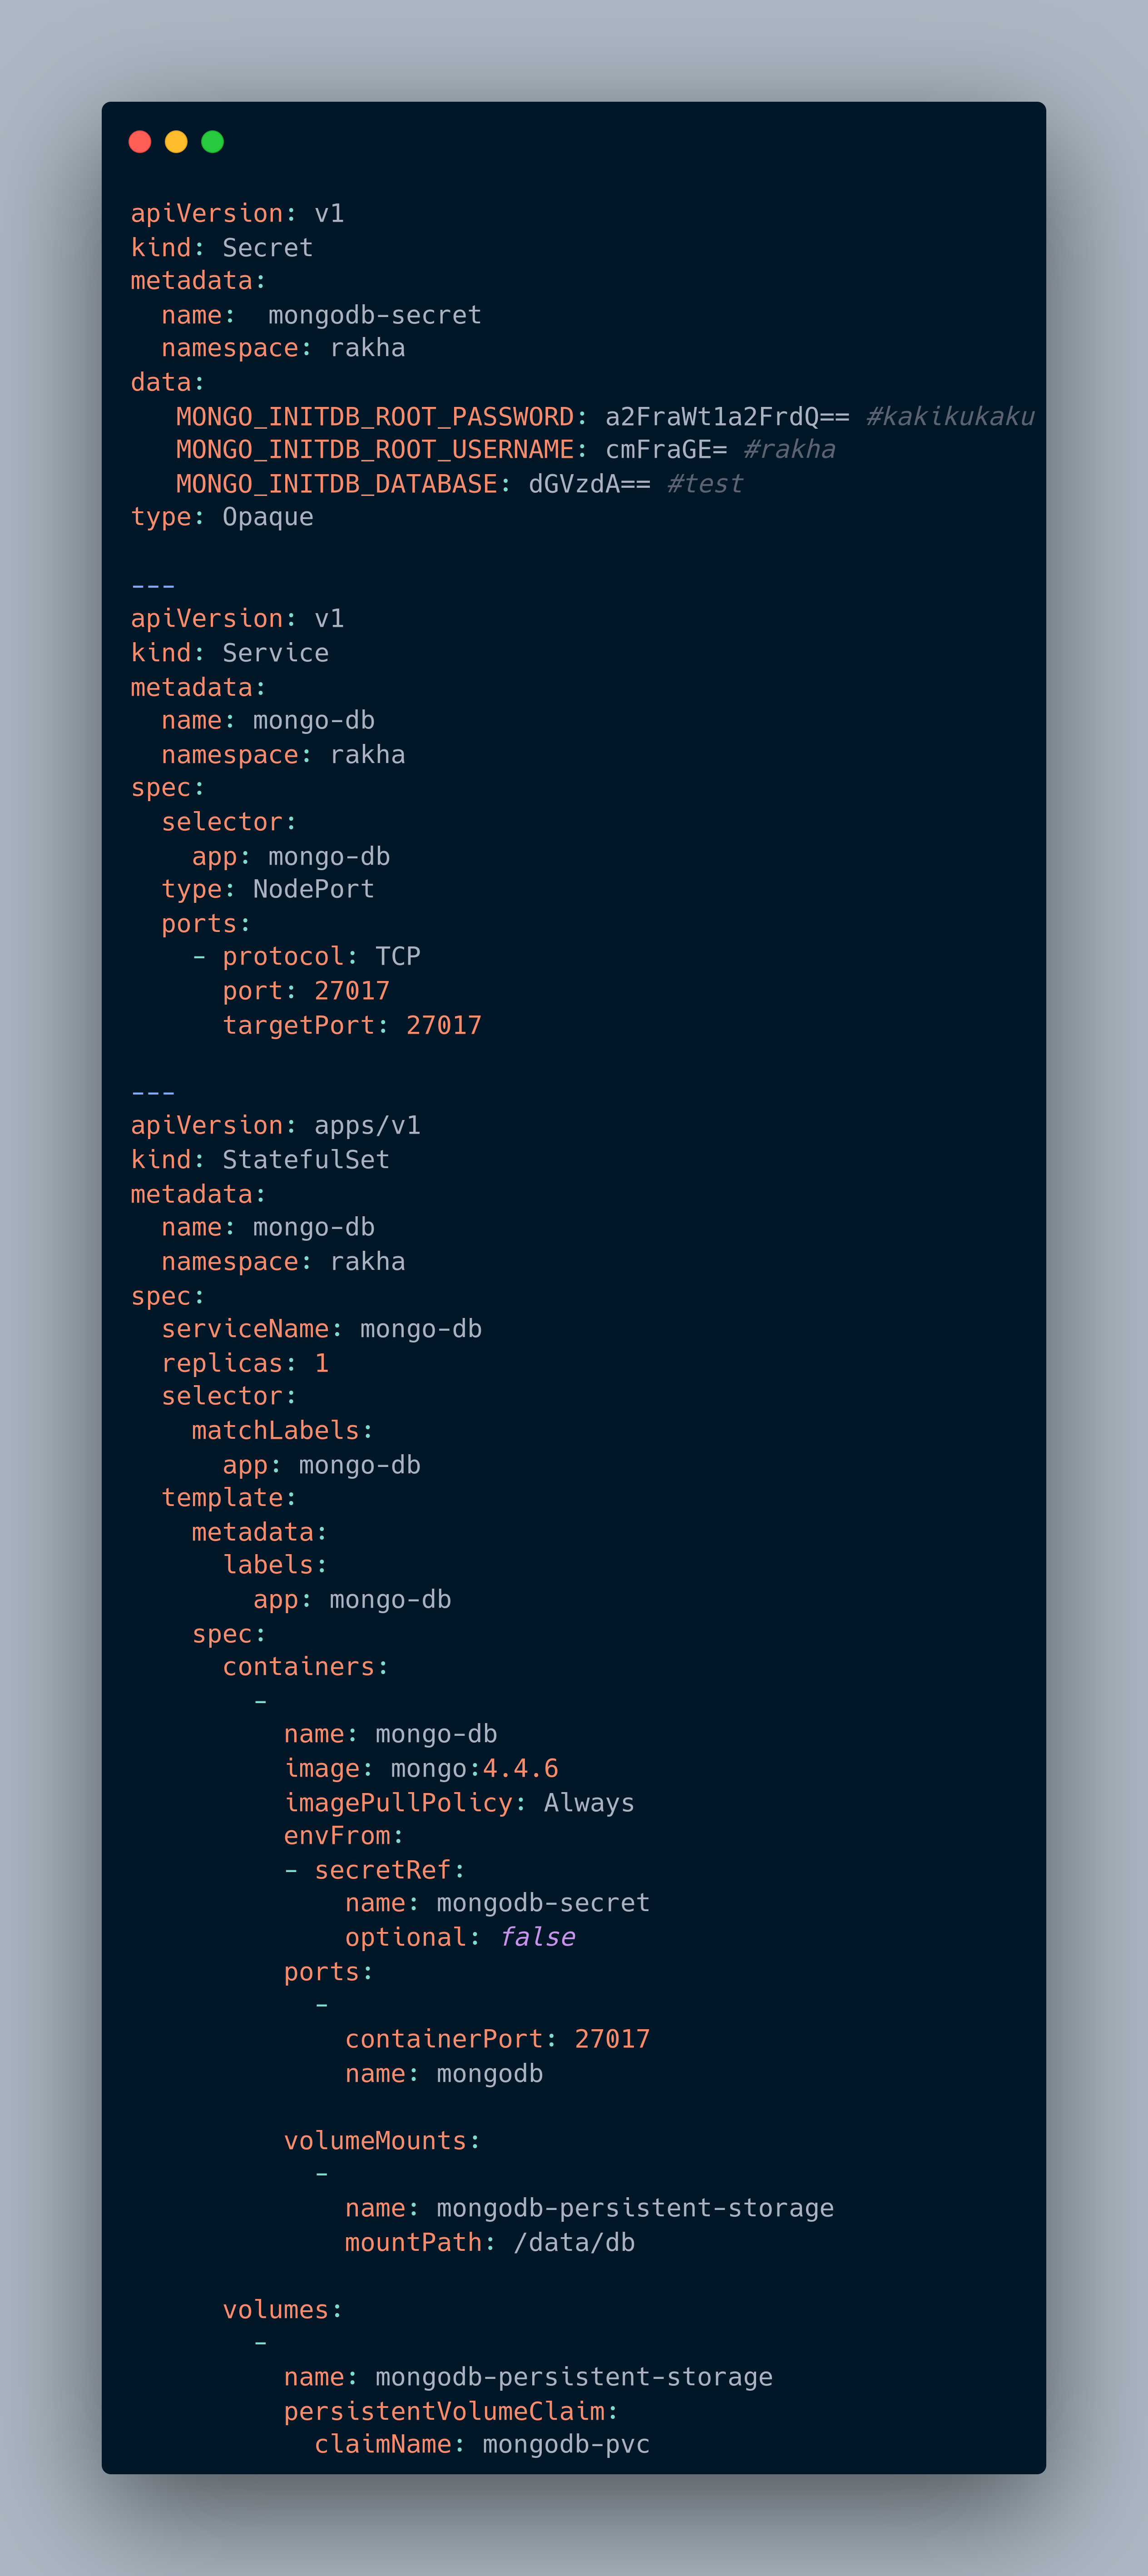 apiVersion: v1
kind: Secret
metadata:
  name:  mongodb-secret
  namespace: rakha
data:
   MONGO_INITDB_ROOT_PASSWORD: a2FraWt1a2FrdQ== #kakikukaku
   MONGO_INITDB_ROOT_USERNAME: cmFraGE= #rakha
   MONGO_INITDB_DATABASE: dGVzdA== #test
type: Opaque

---
apiVersion: v1
kind: Service
metadata:
  name: mongo-db
  namespace: rakha
spec:
  selector:
    app: mongo-db
  type: NodePort
  ports:
    - protocol: TCP
      port: 27017
      targetPort: 27017

---
apiVersion: apps/v1
kind: StatefulSet
metadata:
  name: mongo-db
  namespace: rakha
spec:
  serviceName: mongo-db
  replicas: 1
  selector:
    matchLabels:
      app: mongo-db
  template:
    metadata:
      labels:
        app: mongo-db
    spec:
      containers:
        -
          name: mongo-db
          image: mongo:4.4.6
          imagePullPolicy: Always
          envFrom:
          - secretRef:
              name: mongodb-secret
              optional: false
          ports:
            -
              containerPort: 27017
              name: mongodb

          volumeMounts:
            -
              name: mongodb-persistent-storage
              mountPath: /data/db

      volumes:
        -
          name: mongodb-persistent-storage
          persistentVolumeClaim:
            claimName: mongodb-pvc